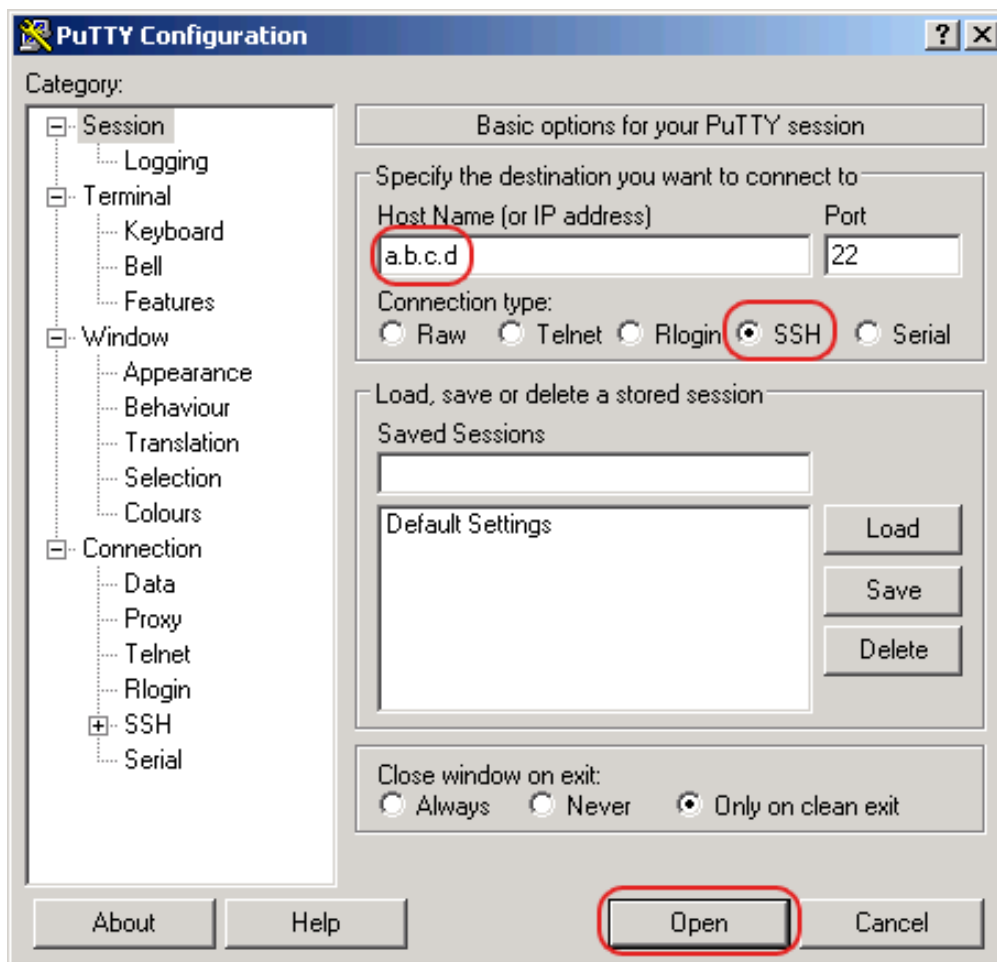 PuTTY Configuration
Category:
Session
Logging
Terminal
Keyboard
Bell
Features
Window
Appearance
Behaviour
Translation
Selection
Colours
Connection
Data
Proxy
Telnet
Rlogin
SSH
Serial
Basic options for your PuTTY session
Specify the destination you want to connect to
Host Name (or IP address) Port
a.b.c.d 22
Connection type:
Raw Telnet Rlogin SSH Serial
Load, save or delete a stored session
Saved Sessions
Default Settings
Load
Save
Delete
Close window on exit:
Always Never Only on clean exit
About Help Open Cancel